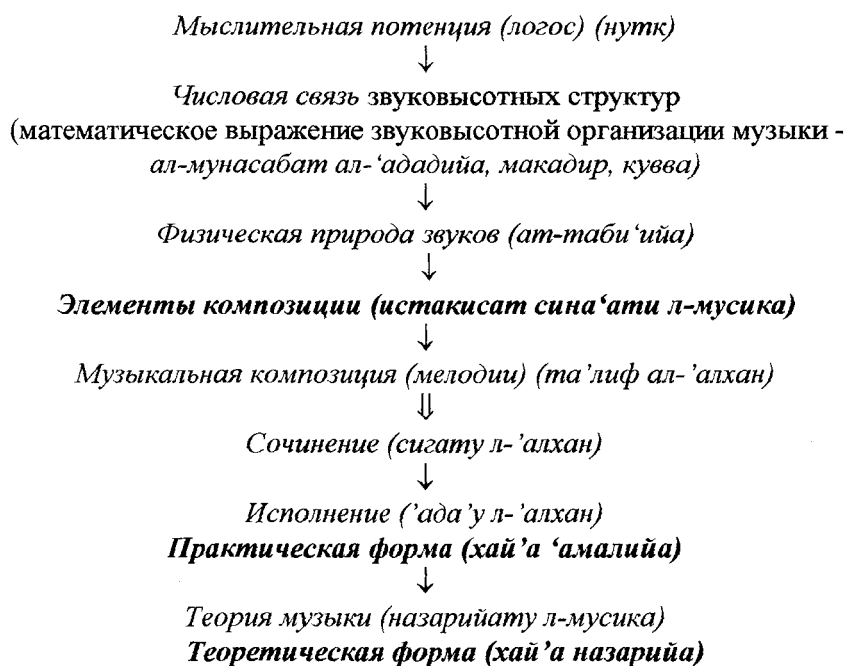 Мыслительная потенция (логос) (нутк)
↓
Числовая связь звуковысотных структур
(математическое выражение звуковысотной организации музыки -
ал-мунасабат ал-‘ададийа, макадир, кувва)
↓
Физическая природа звуков (ат-таби‘ийа)
↓
Элементы композиции (истакисат сина‘ати л-мусика)
↓
Музыкальная композиция (мелодии) (та’лиф ал-’алхан)
⇓
Сочинение (сигату л-’алхан)
↓
Исполнение (’ада’у л-’алхан)
Практическая форма (хай’а ‘амалийа)
↓
Теория музыки (назарийату л-мусика)
Теоретическая форма (хай’а назарийа)